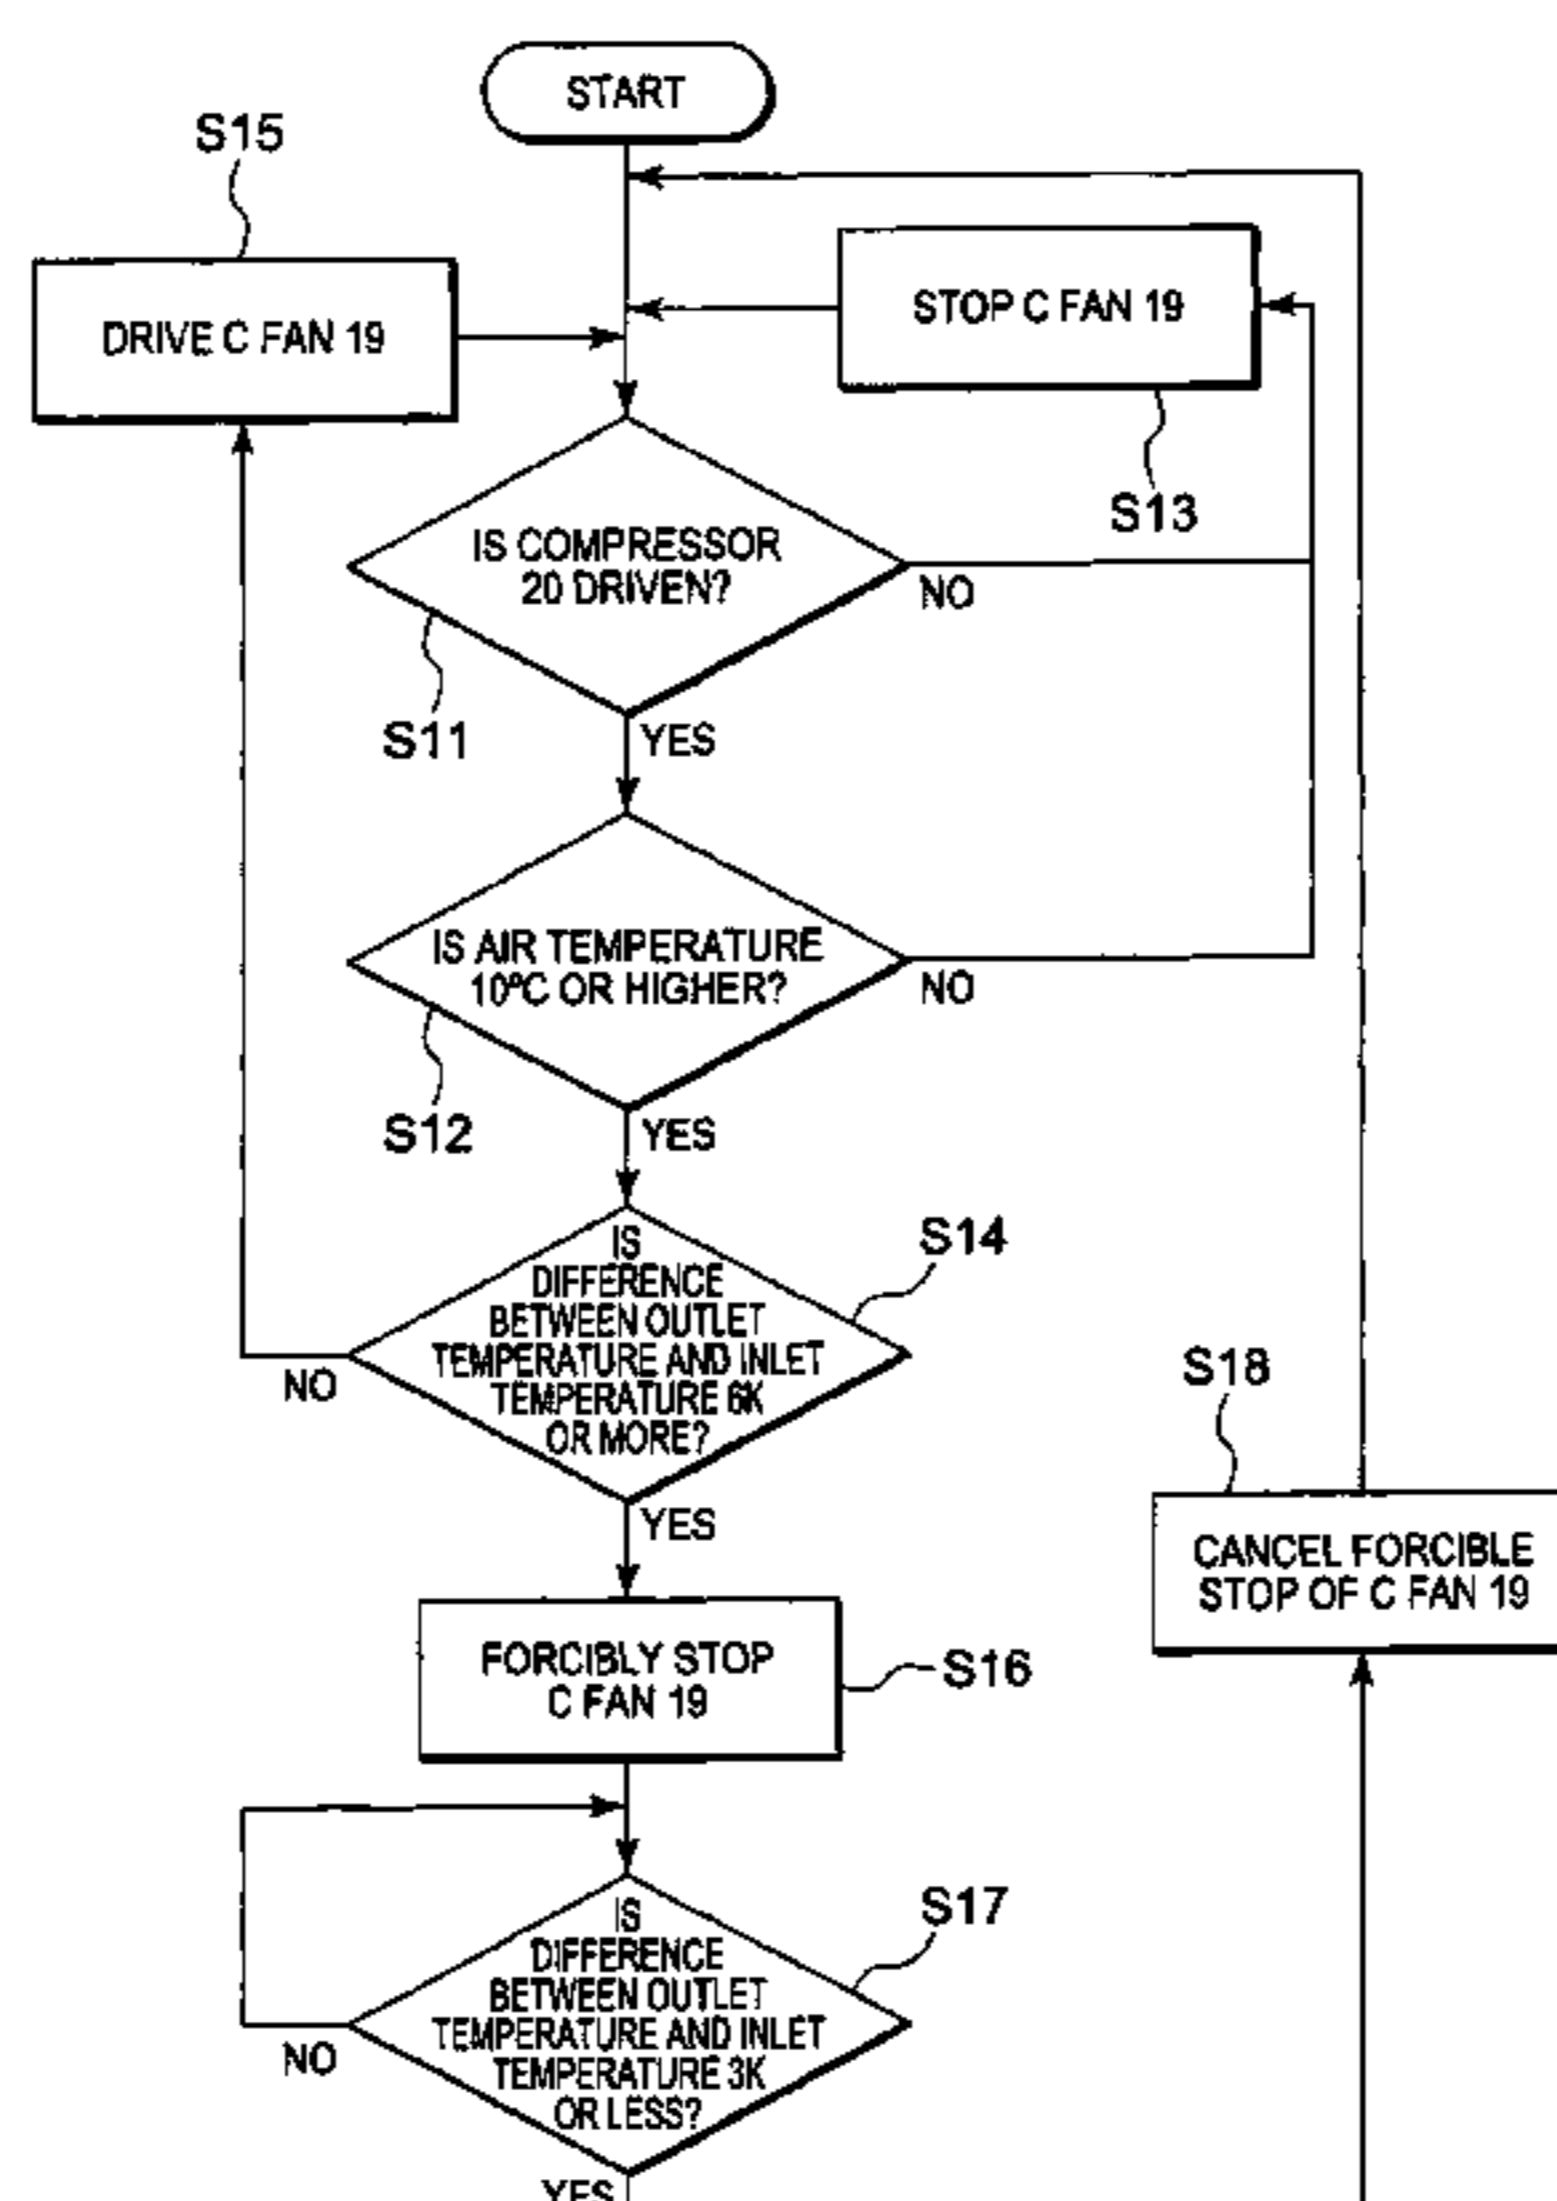 START
S15
DRIVE C FAN 19
STOP C FAN 19
S13
IS COMPRESSOR
20 DRIVEN?
NO
S11
YES
IS AIR TEMPERATURE
10ºC OR HIGHER?
NO
S12
YES
S14
IS
DIFFERENCE
BETWEEN OUTLET
TEMPERATURE AND INLET
TEMPERATURE 6K
OR MORE?
NO
YES
S18
CANCEL FORCIBLE
STOP OF C FAN 19
FORCIBLY STOP
C FAN 19
S16
S17
IS
DIFFERENCE
BETWEEN OUTLET
TEMPERATURE AND INLET
TEMPERATURE 3K
OR LESS?
NO
YES